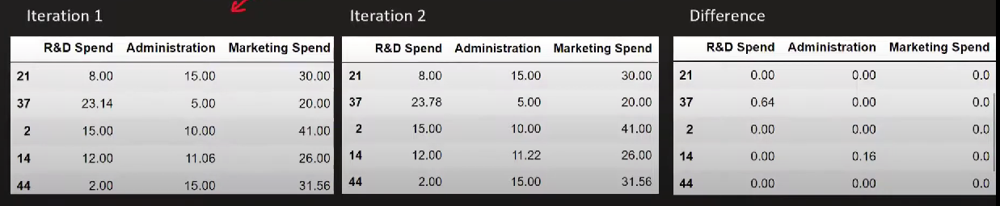 Iteration 1
R&D Spend Administration Marketing Spend
21 8.00 15.00 30.00
37 23.14 5.00 20.00
2 15.00 10.00 41.00
14 12.00 11.06 26.00
44 2.00 15.00 31.56
Iteration 2
R&D Spend Administration Marketing Spend
21 8.00 15.00 30.00
37 23.78 5.00 20.00
2 15.00 10.00 41.00
14 12.00 11.22 26.00
44 2.00 15.00 31.56
Difference
R&D Spend Administration Marketing Spend
21 0.00 0.00 0.0
37 0.64 0.00 0.0
2 0.00 0.00 0.0
14 0.00 0.16 0.0
44 0.00 0.00 0.0